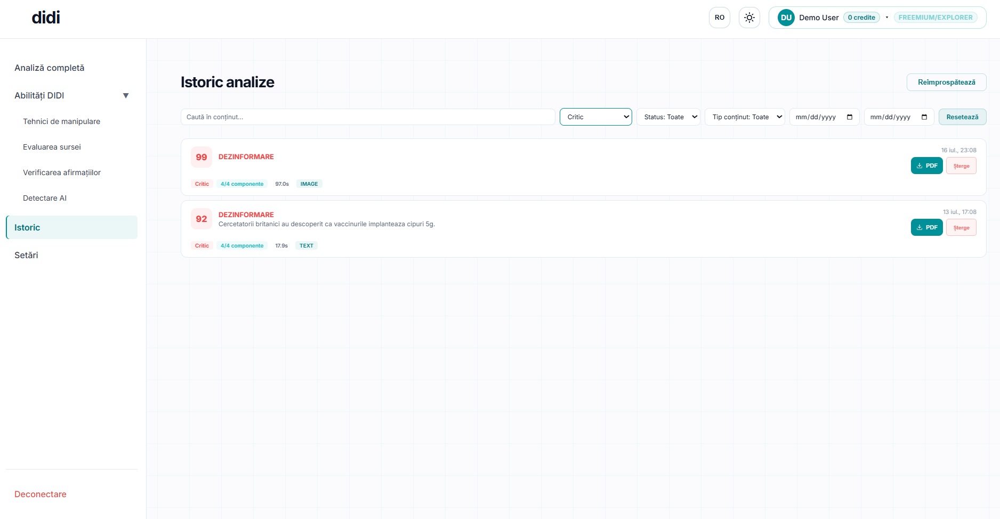 didi
RO
DU Demo User 0 credite FREEMIUM/EXPLORER
Analiză completă
Abilități DIDI
Tehnici de manipulare
Evaluarea sursei
Verificarea afirmațiilor
Detectare AI
Istoric
Setări
Deconectare
Istoric analize
Reîmprospătează
Caută în conținut...
Critic
Status: Toate
Tip conținut: Toate
mm/dd/yyyy
mm/dd/yyyy
Resetează
99 DEZINFORMARE
16 iul., 23:08
PDF Șterge
Critic 4/4 componente 97.0s IMAGE
92 DEZINFORMARE
Cercetatorii britanici au descoperit ca vaccinurile implanteaza cipuri 5g.
13 iul., 17:08
PDF Șterge
Critic 4/4 componente 17.9s TEXT